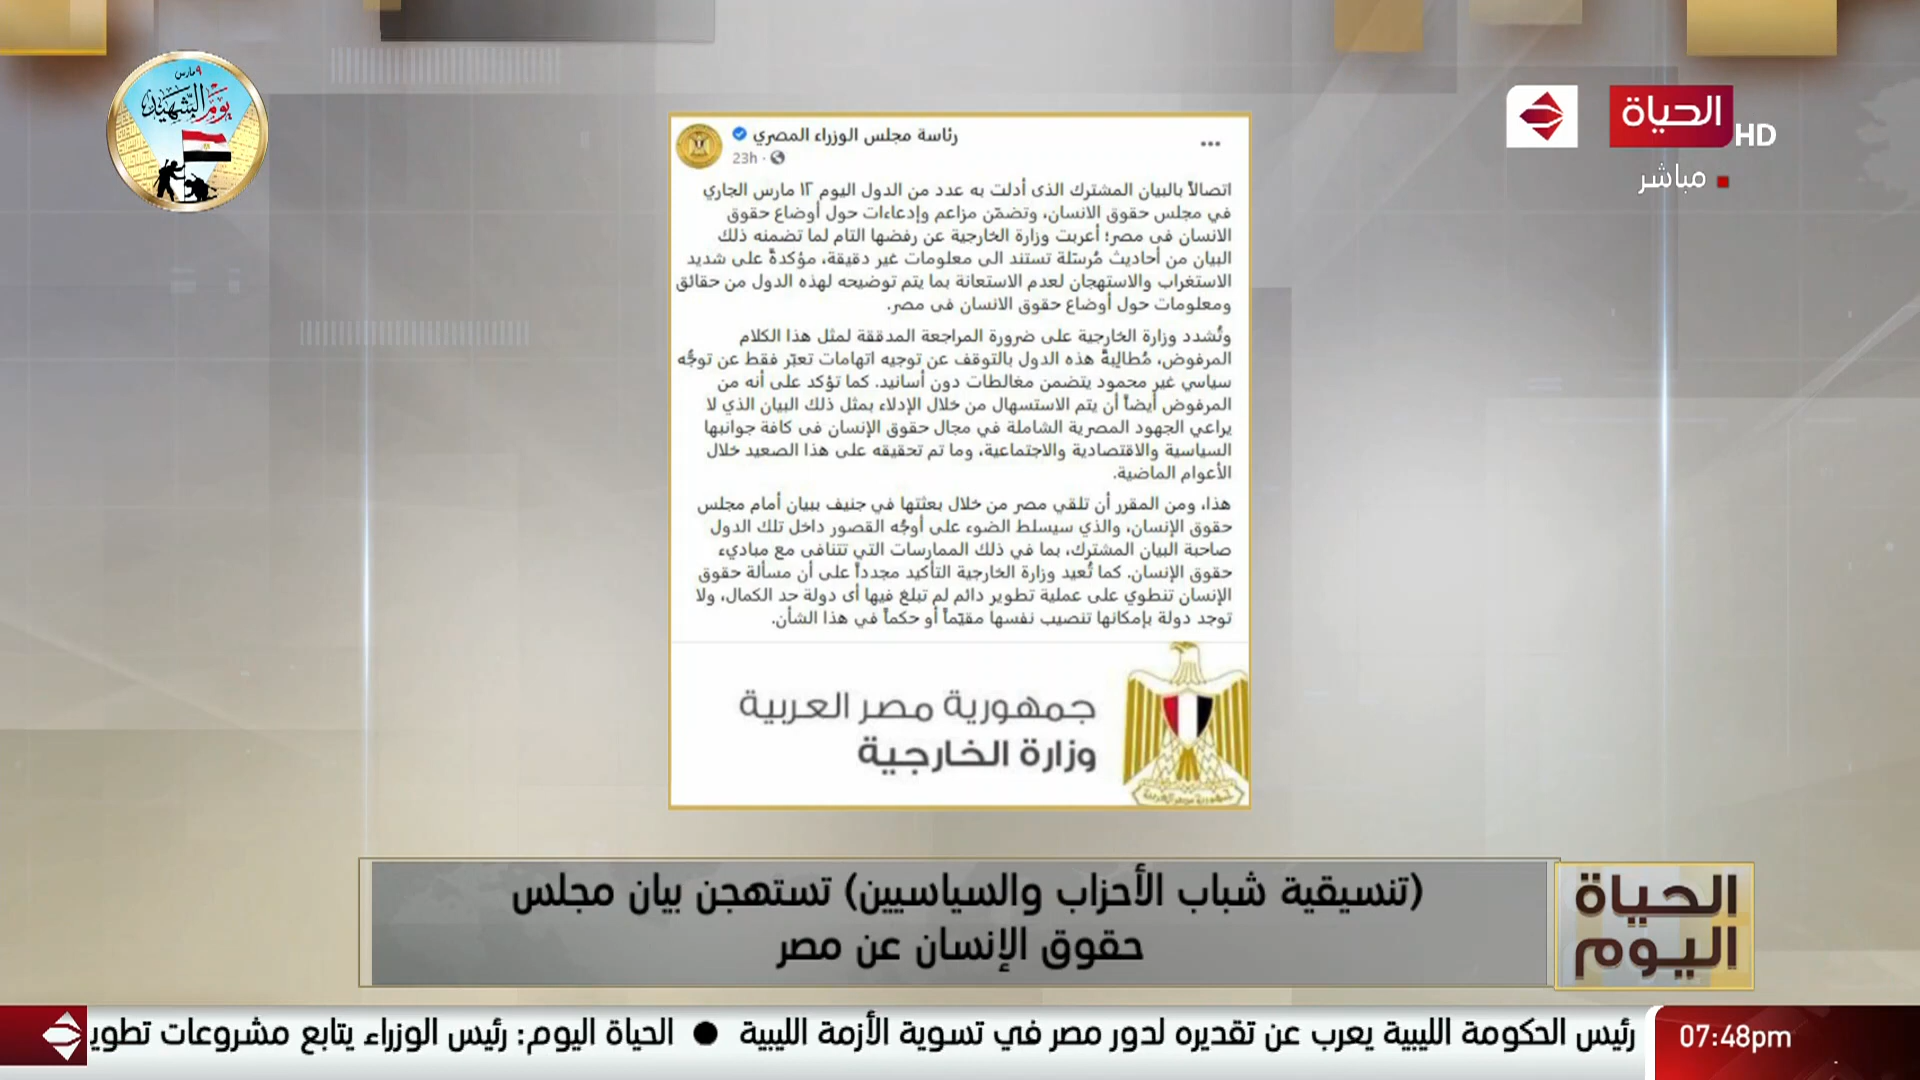 ٩ مارس
يوم الشهيد
الحياة
HD
مباشر
رئاسة مجلس الوزراء المصري
23h
اتصالاً بالبيان المشترك الذى أدلت به عدد من الدول اليوم ١٢ مارس الجاري
في مجلس حقوق الانسان، وتضمّن مزاعم وإدعاءات حول أوضاع حقوق
الانسان فى مصر؛ أعربت وزارة الخارجية عن رفضها التام لما تضمنه ذلك
البيان من أحاديث مُرسَلة تستند الى معلومات غير دقيقة، مؤكدةً على شديد
الاستغراب والاستهجان لعدم الاستعانة بما يتم توضيحه لهذه الدول من حقائق
ومعلومات حول أوضاع حقوق الانسان فى مصر.
وتُشدد وزارة الخارجية على ضرورة المراجعة المدققة لمثل هذا الكلام
المرفوض، مُطالِبةً هذه الدول بالتوقف عن توجيه اتهامات تعبّر فقط عن توجُّه
سياسي غير محمود يتضمن مغالطات دون أسانيد. كما تؤكد على أنه من
المرفوض أيضاً أن يتم الاستسهال من خلال الإدلاء بمثل ذلك البيان الذي لا
يراعي الجهود المصرية الشاملة في مجال حقوق الإنسان فى كافة جوانبها
السياسية والاقتصادية والاجتماعية، وما تم تحقيقه على هذا الصعيد خلال
الأعوام الماضية.
هذا، ومن المقرر أن تلقي مصر من خلال بعثتها في جنيف ببيان أمام مجلس
حقوق الإنسان، والذي سيسلط الضوء على أوجُه القصور داخل تلك الدول
صاحبة البيان المشترك، بما في ذلك الممارسات التي تتنافى مع مباديء
حقوق الإنسان. كما تُعيد وزارة الخارجية التأكيد مجدداً على أن مسألة حقوق
الإنسان تنطوي على عملية تطوير دائم لم تبلغ فيها أى دولة حد الكمال، ولا
توجد دولة بإمكانها تنصيب نفسها مقيّماً أو حكماً في هذا الشأن.
جمهورية مصر العربية
وزارة الخارجية
جمهورية مصر العربية
(تنسيقية شباب الأحزاب والسياسيين) تستهجن بيان مجلس
حقوق الإنسان عن مصر
الحياة
اليوم
07:48pm
رئيس الحكومة الليبية يعرب عن تقديره لدور مصر في تسوية الأزمة الليبية ● الحياة اليوم: رئيس الوزراء يتابع مشروعات تطوير